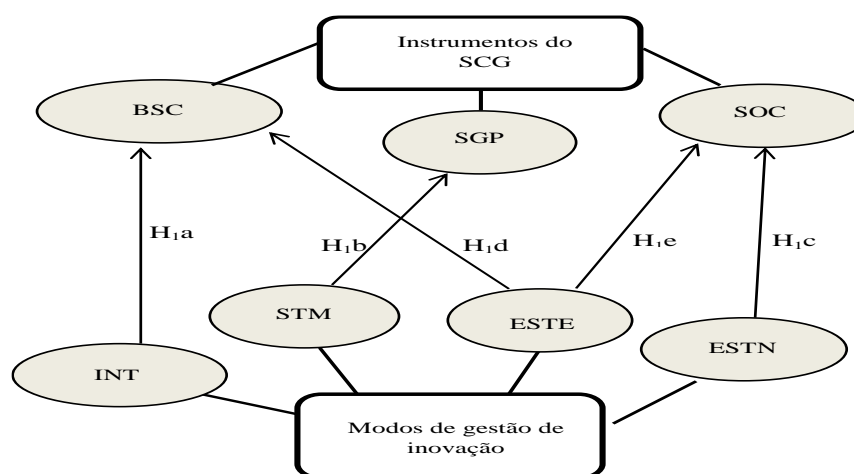 Instrumentos do
SCG
BSC
SGP
SOC
H₁a
H₁b
H₁d
H₁e
H₁c
STM
ESTE
ESTN
INT
Modos de gestão de
inovação